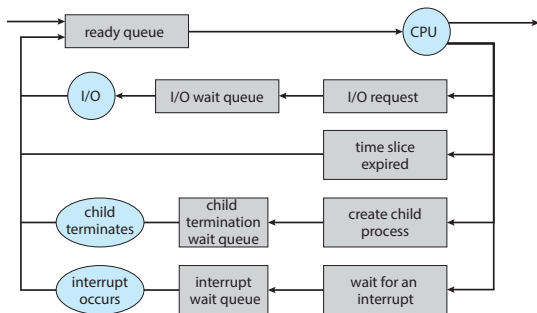 ready queue
CPU
I/O
I/O wait queue
I/O request
time slice
expired
child
terminates
child
termination
wait queue
create child
process
interrupt
occurs
interrupt
wait queue
wait for an
interrupt